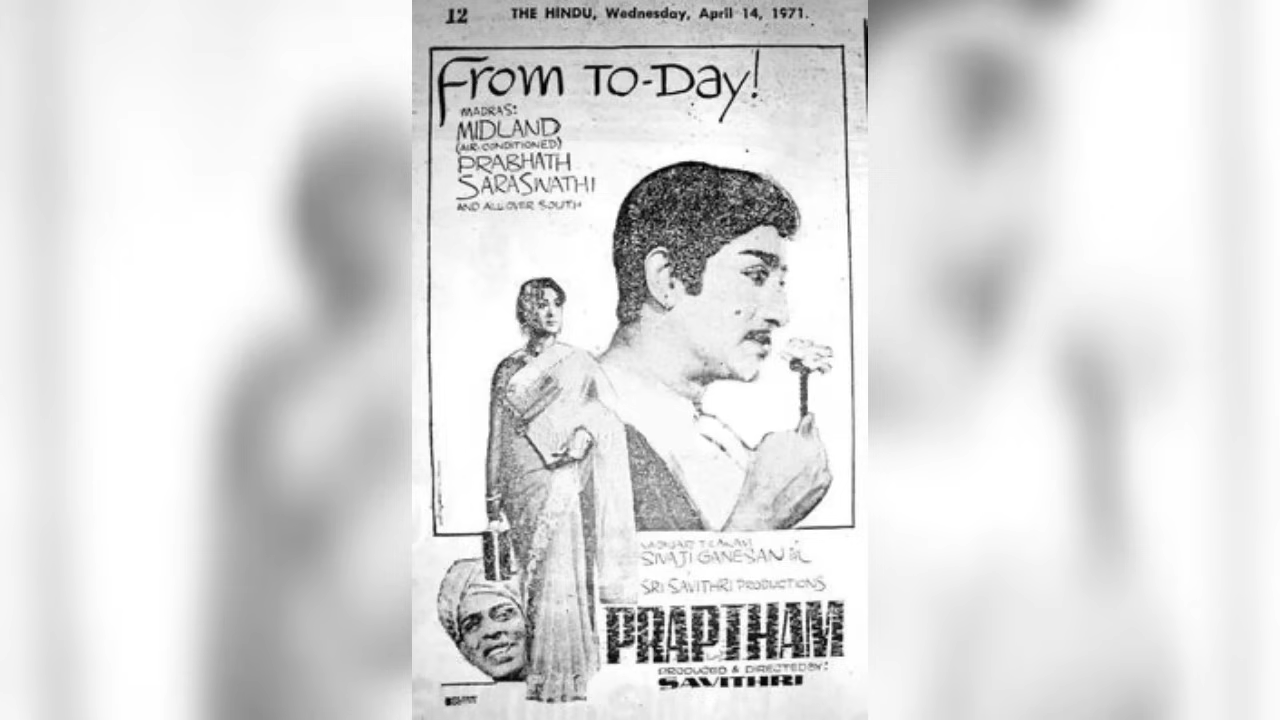 12 THE HINDU, Wednesday, April 14, 1971.
From TO-Day!
MADRAS:
MIDLAND
(AIR-CONDITIONED)
PRABHATH
SARASWATHI
AND ALL OVER SOUTH
SIVAJI GANESAN in
SRI SAVITHRI PRODUCTIONS
PRAPTHAM
PRODUCED & DIRECTED BY:
SAVITHRI